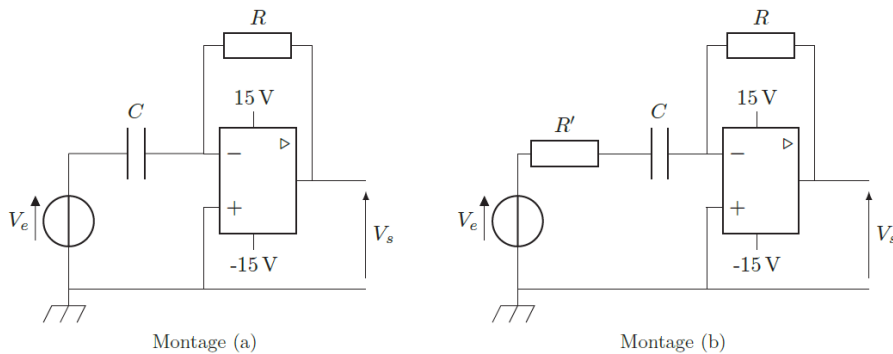 R
R
C
15 V
R′
C
15 V
−
−
V_e
+
V_s
V_e
+
V_s
-15 V
-15 V
Montage (a)
Montage (b)